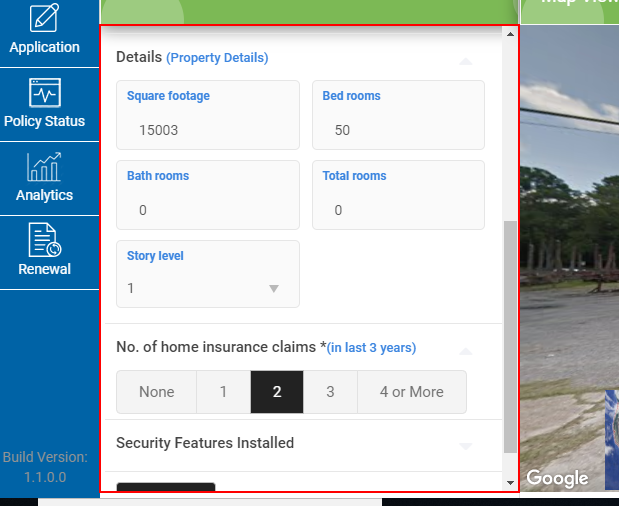 Application
Policy Status
Analytics
Renewal
Build Version:
1.1.0.0
Details (Property Details)
Square footage
15003
Bed rooms
50
Bath rooms
0
Total rooms
0
Story level
1
No. of home insurance claims *(in last 3 years)
None 1 2 3 4 or More
Security Features Installed
Google